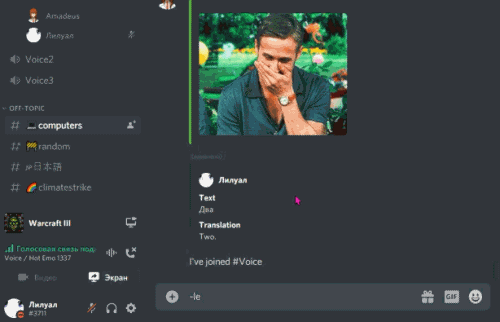 Amadeus
Лилуал
Voice2
Voice3
OFF-TOPIC
computers
random
日本語
climatestrike
Warcraft III
Голосовая связь под
Voice / Hot Emo 1337
Видео
Экран
Лилуал
#3711
Лилуал
Text
Два
Translation
Two.
I've joined #Voice
-le
GIF